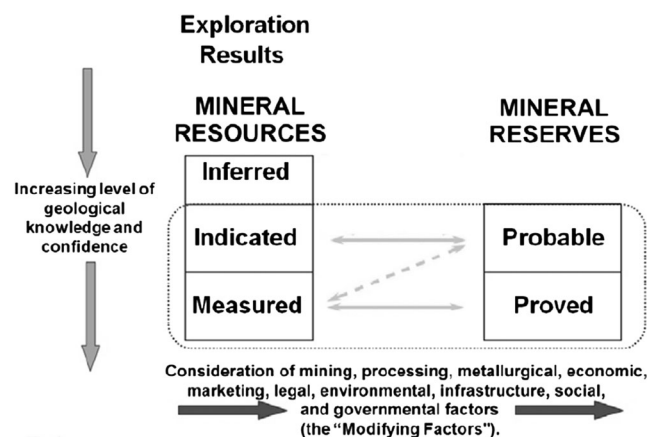 Exploration
Results
MINERAL
RESOURCES
MINERAL
RESERVES
Increasing level of
geological
knowledge and
confidence
Inferred
Indicated
Probable
Measured
Proved
Consideration of mining, processing, metallurgical, economic,
marketing, legal, environmental, infrastructure, social,
and governmental factors
(the “Modifying Factors”).